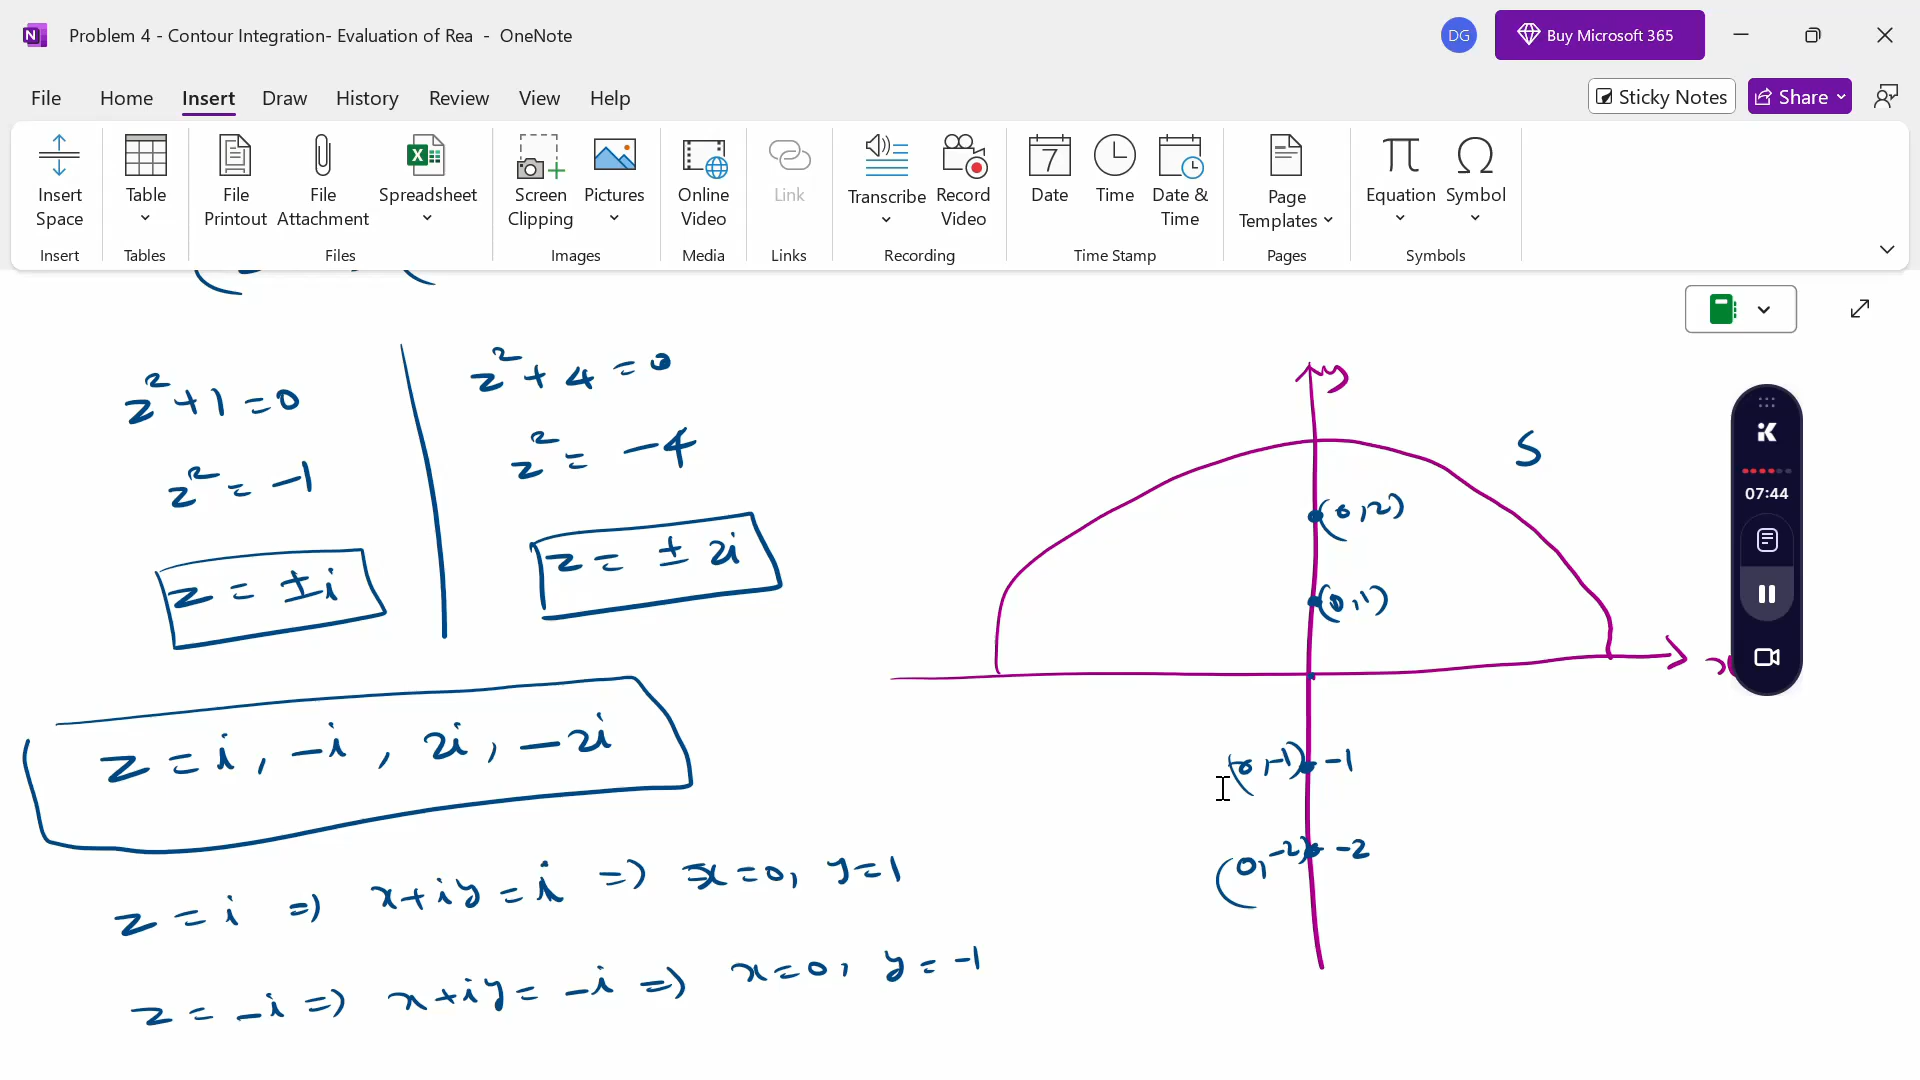 Problem 4 - Contour Integration- Evaluation of Rea - OneNote
DG
Buy Microsoft 365
File Home Insert Draw History Review View Help
Sticky Notes
Share
Insert Space
Table
File Printout
File Attachment
Spreadsheet
Screen Clipping
Pictures
Online Video
Link
Transcribe
Record Video
7
Date
Time
Date & Time
Page Templates
π
Equation
Ω
Symbol
Insert Tables Files Images Media Links Recording Time Stamp Pages Symbols
z² + 1 = 0
z² = -1
z = ±i
z² + 4 = 0
z² = -4
z = ± 2i
z = i, -i, 2i, -2i
z = i => x+iy = i => x=0, y=1
z = -i => x+iy = -i => x=0, y = -1
y
S
(0,2)
(0,1)
x
(0,-1) -1
(0,-2) -2
07:44